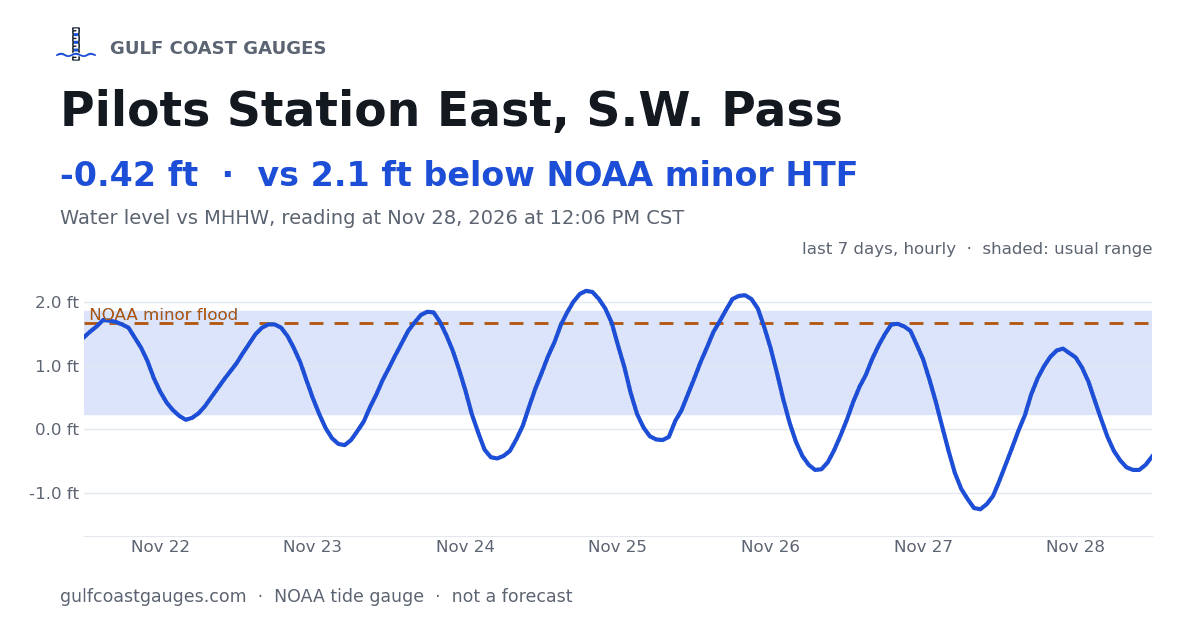 GULF COAST GAUGES
Pilots Station East, S.W. Pass
-0.42 ft · vs 2.1 ft below NOAA minor HTF
Water level vs MHHW, reading at Nov 28, 2026 at 12:06 PM CST
last 7 days, hourly · shaded: usual range
2.0 ft
NOAA minor flood
1.0 ft
0.0 ft
-1.0 ft
Nov 22 Nov 23 Nov 24 Nov 25 Nov 26 Nov 27 Nov 28
gulfcoastgauges.com · NOAA tide gauge · not a forecast